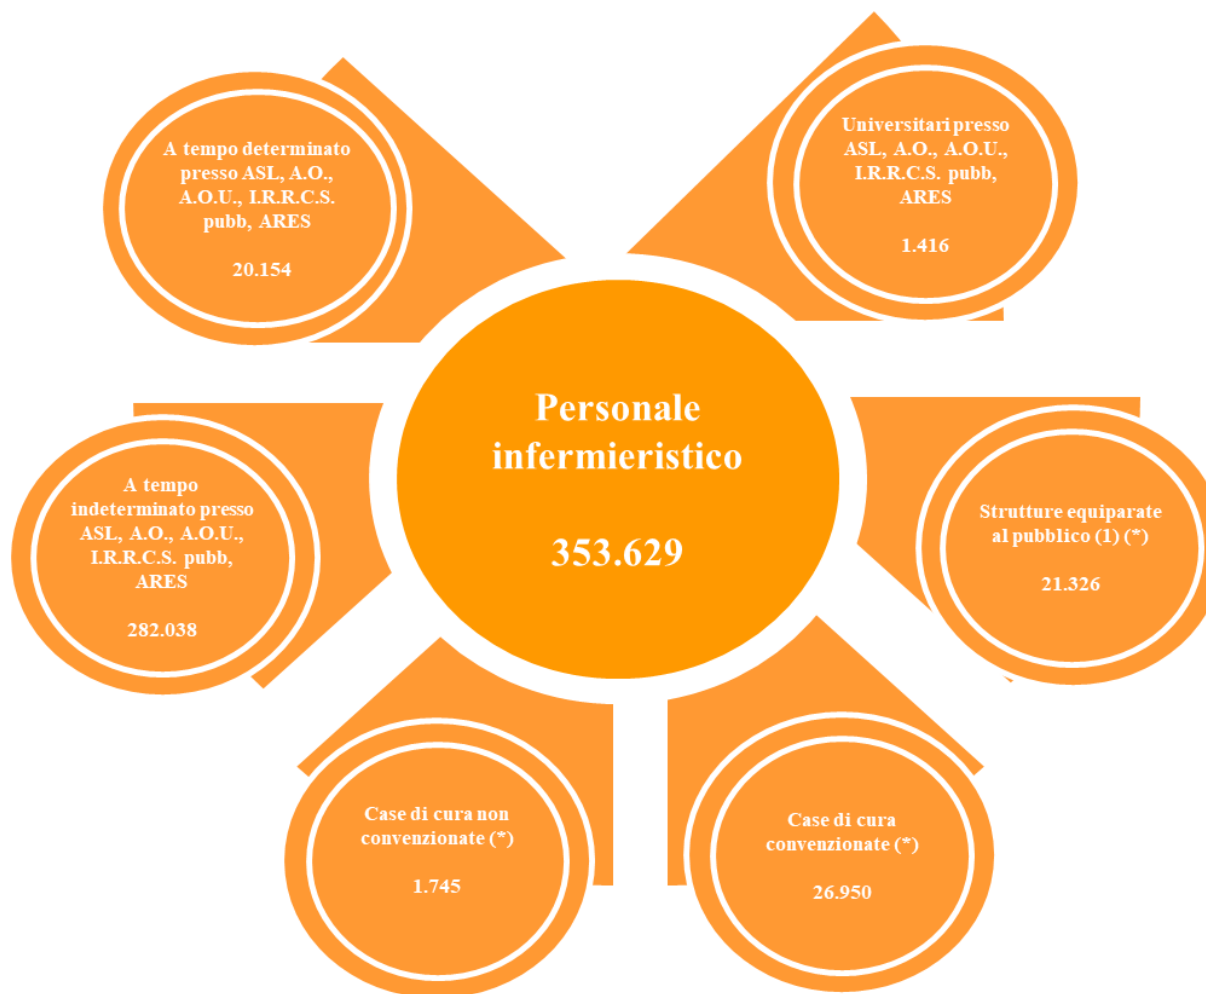 A tempo determinato
presso ASL, A.O.,
A.O.U., I.R.R.C.S.
pubb, ARES
20.154
Universitari presso
ASL, A.O., A.O.U.,
I.R.R.C.S. pubb,
ARES
1.416
Personale
infermieristico
353.629
A tempo
indeterminato presso
ASL, A.O., A.O.U.,
I.R.R.C.S. pubb,
ARES
282.038
Strutture equiparate
al pubblico (1) (*)
21.326
Case di cura non
convenzionate (*)
1.745
Case di cura
convenzionate (*)
26.950